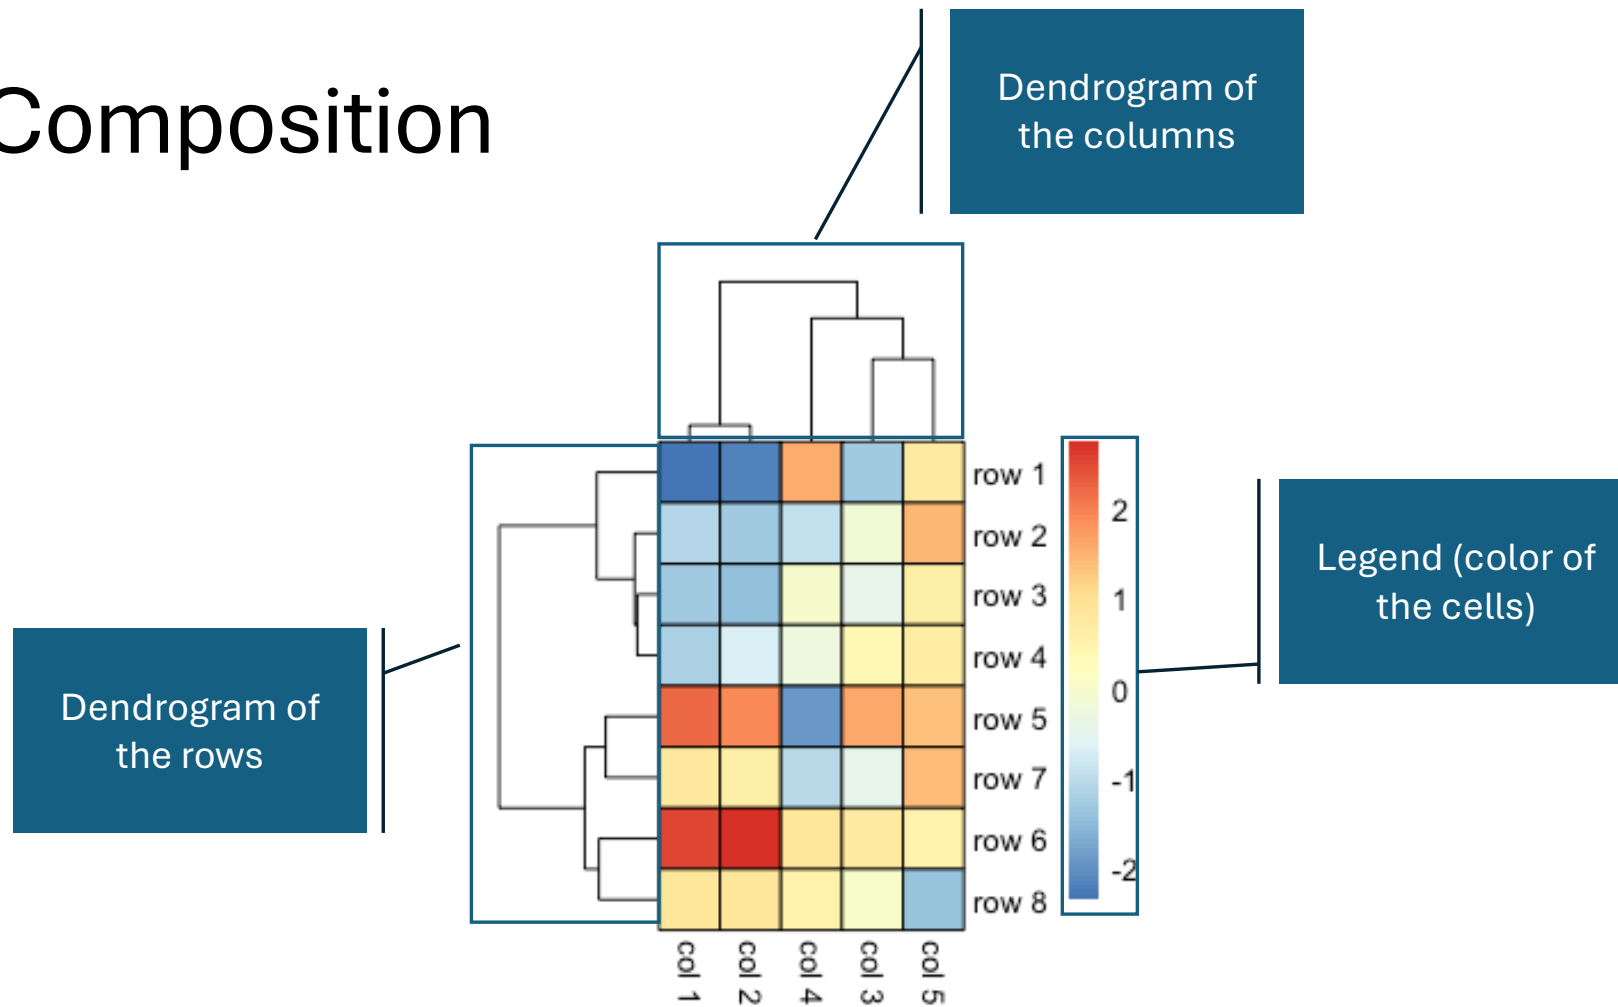 Composition
Dendrogram of
the columns
row 1
row 2
row 3
row 4
row 5
row 7
row 6
row 8
col 1
col 2
col 4
col 3
col 5
2
1
0
-1
-2
Legend (color of
the cells)
Dendrogram of
the rows